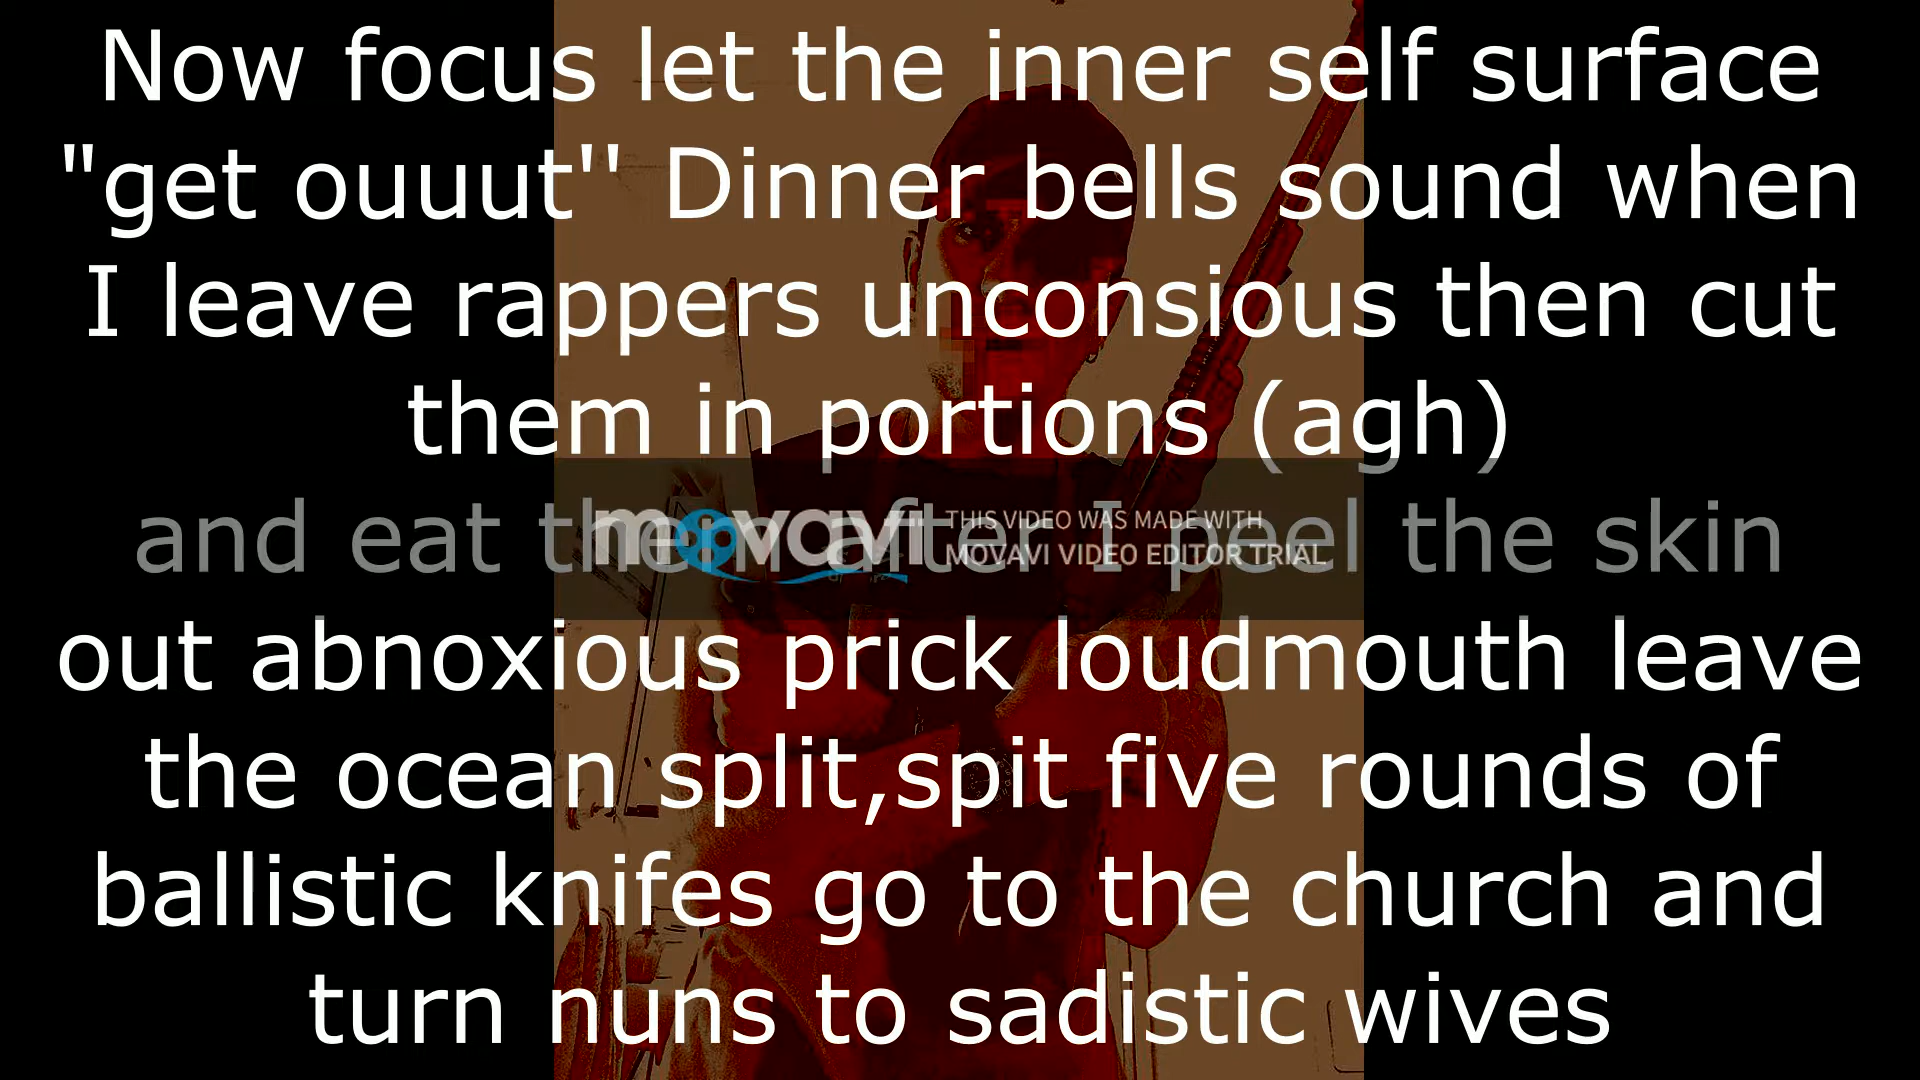 Now focus let the inner self surface
"get ouuut'' Dinner bells sound when
I leave rappers unconsious then cut
them in portions (agh)
and eat them after I peel the skin
movavi THIS VIDEO WAS MADE WITH
MOVAVI VIDEO EDITOR TRIAL
out abnoxious prick loudmouth leave
the ocean split,spit five rounds of
ballistic knifes go to the church and
turn nuns to sadistic wives